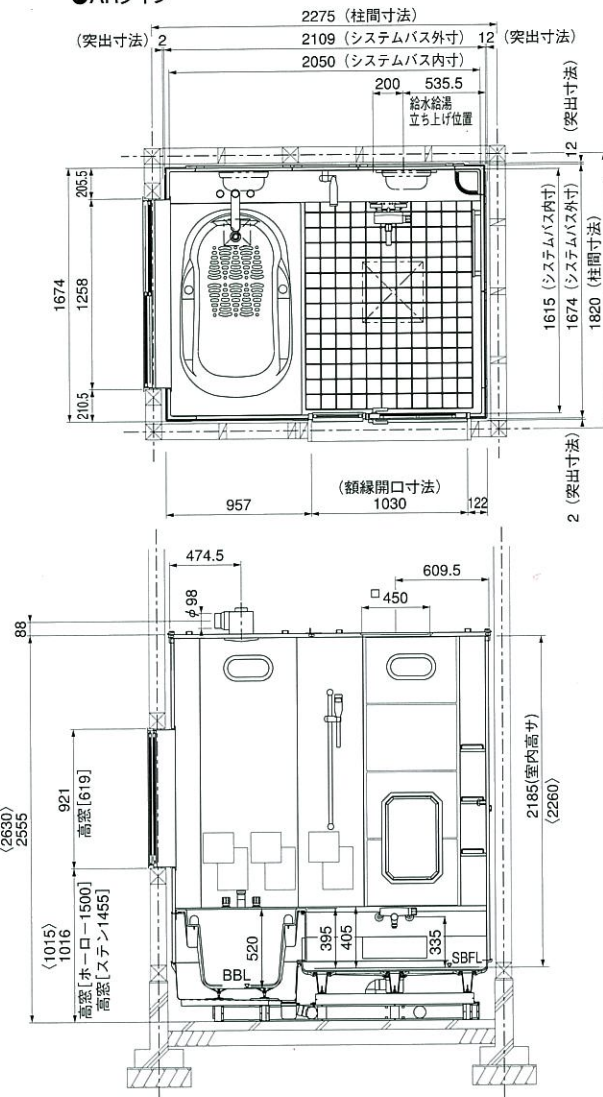 2275 (柱間寸法)
(突出寸法) 2
2109 (システムバス外寸)
12 (突出寸法)
2050 (システムバス内寸)
200
535.5
給水給湯
立ち上げ位置
12 (突出寸法)
205.5
1258
1674
210.5
1615 (システムバス内寸)
1674 (システムバス外寸)
1820 (柱間寸法)
2 (突出寸法)
957
(額縁開口寸法)
1030
122
474.5
609.5
φ98
□450
88
〈2630〉
2555
921
高窓[619]
2185(室内高サ)
〈2260〉
〈1015〉
1016
高窓[ホーロー1500]
高窓[ステン1455]
520
395
405
335
BBL
SBFL